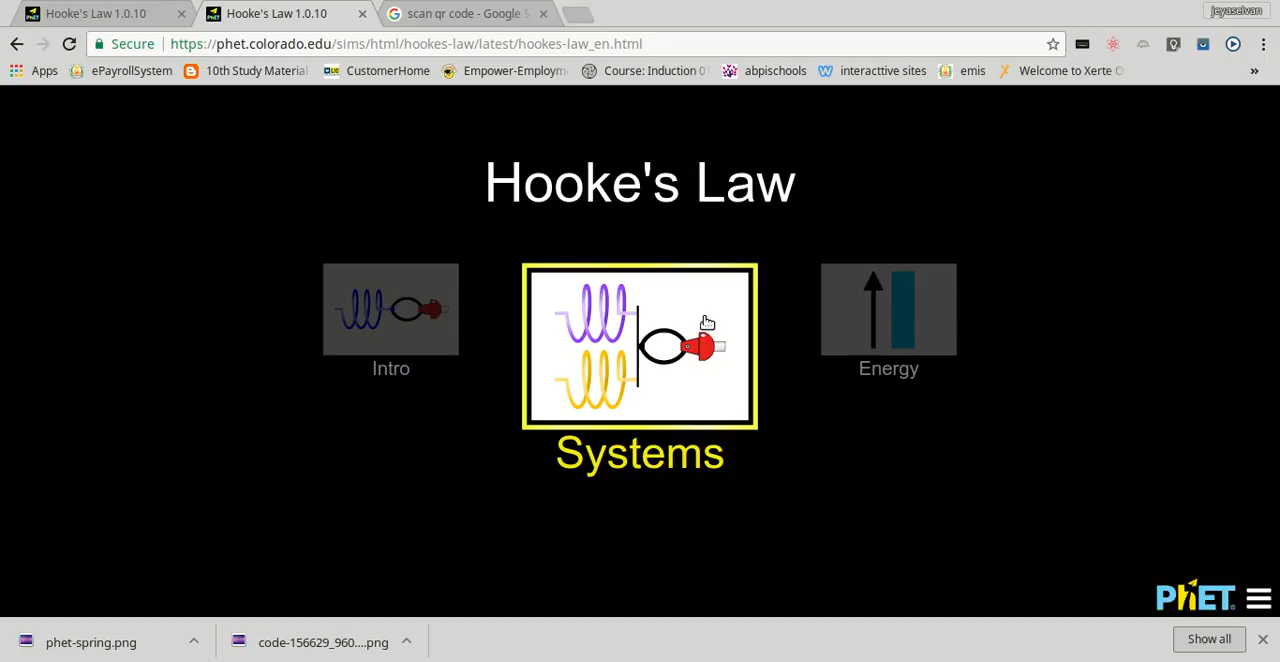 Hooke's Law 1.0.10
Hooke's Law 1.0.10
scan qr code - Google S
jeyaselvan
Secure
https://phet.colorado.edu/sims/html/hookes-law/latest/hookes-law_en.html
Apps
ePayrollSystem
10th Study Material
CustomerHome
Empower-Employm
Course: Induction 01
abpischools
interacttive sites
emis
Welcome to Xerte O
»
Hooke's Law
Intro
Systems
Energy
PhET
phet-spring.png
code-156629_960....png
Show all